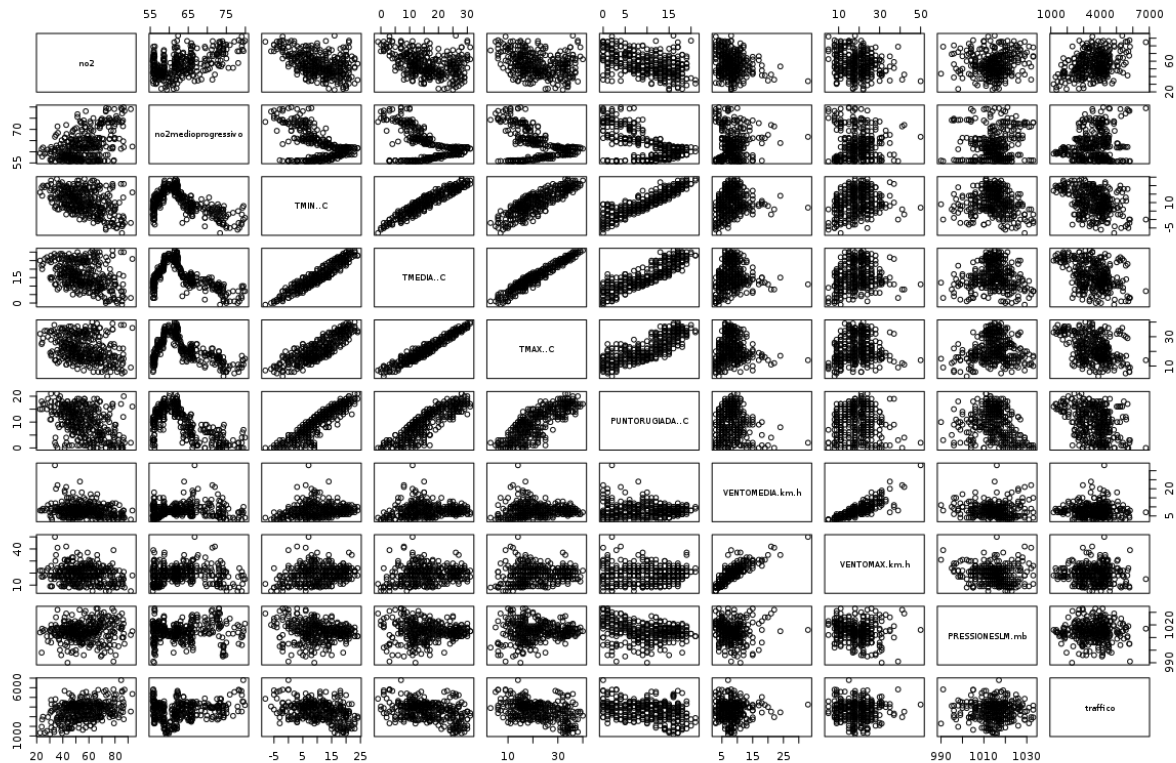 55 65 75 0 10 20 30 0 5 15 10 30 50 1000 4000 7000
no2
20 60
no2medioprogressivo
55 70
TMIN..C
-5 10
TMEDIA..C
0 15
TMAX..C
10 30
PUNTORUGIADA..C
0 10 20
VENTOMEDIA.km.h
5 20
VENTOMAX.km.h
10 40
PRESSIONESLM.mb
990 1020
traffico
1000 6000
20 40 60 80 -5 5 15 25 10 30 5 15 30 990 1010 1030